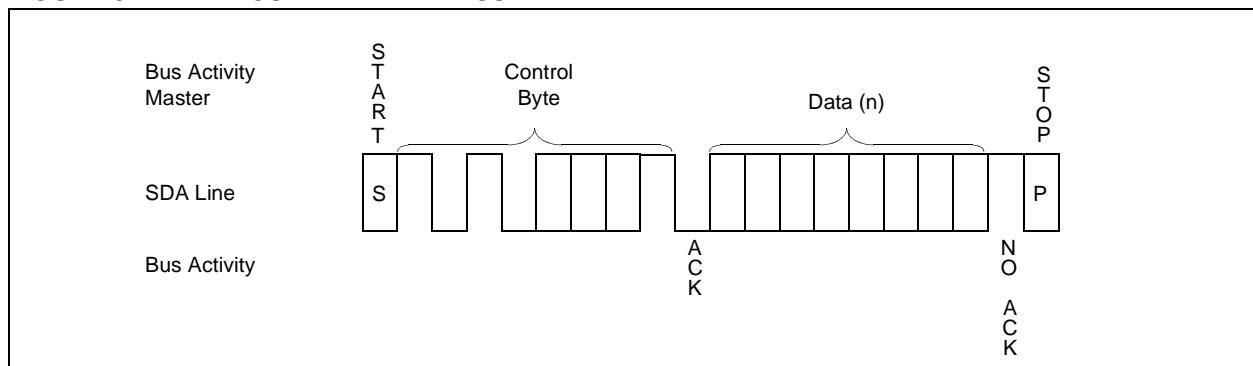 Bus Activity
Master
START
Control
Byte
Data (n)
STOP
SDA Line
S
P
Bus Activity
ACK
NO ACK